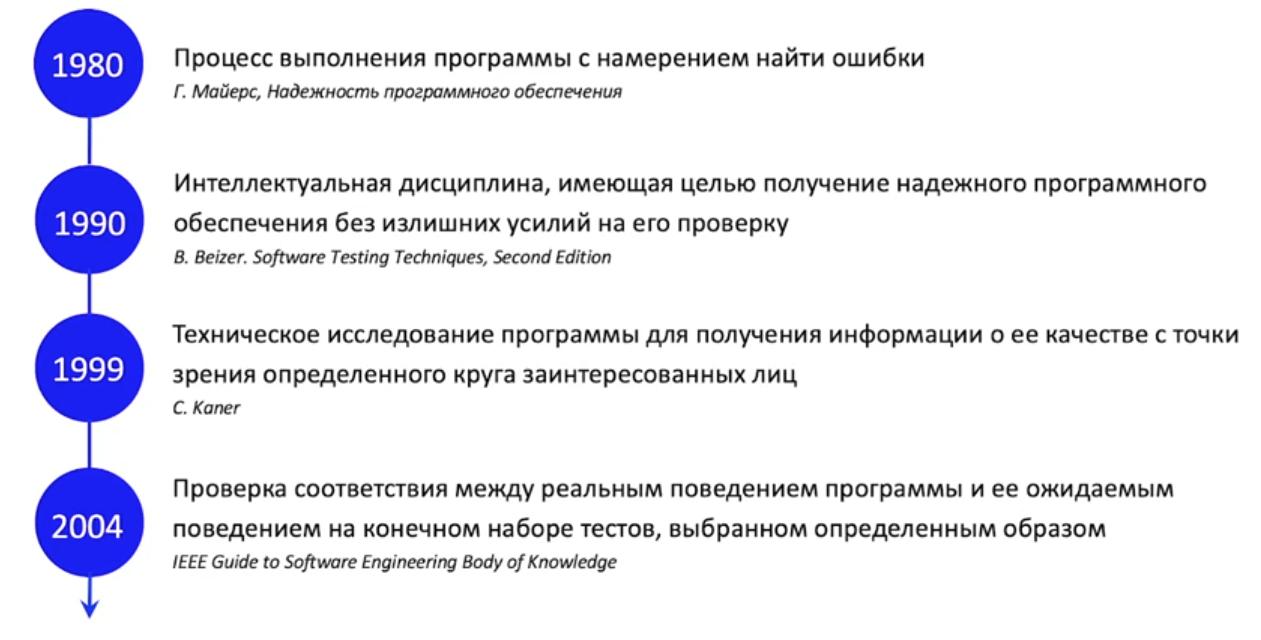 1980
Процесс выполнения программы с намерением найти ошибки
Г. Майерс, Надежность программного обеспечения
1990
Интеллектуальная дисциплина, имеющая целью получение надежного программного
обеспечения без излишних усилий на его проверку
B. Beizer. Software Testing Techniques, Second Edition
1999
Техническое исследование программы для получения информации о ее качестве с точки
зрения определенного круга заинтересованных лиц
C. Kaner
2004
Проверка соответствия между реальным поведением программы и ее ожидаемым
поведением на конечном наборе тестов, выбранном определенным образом
IEEE Guide to Software Engineering Body of Knowledge